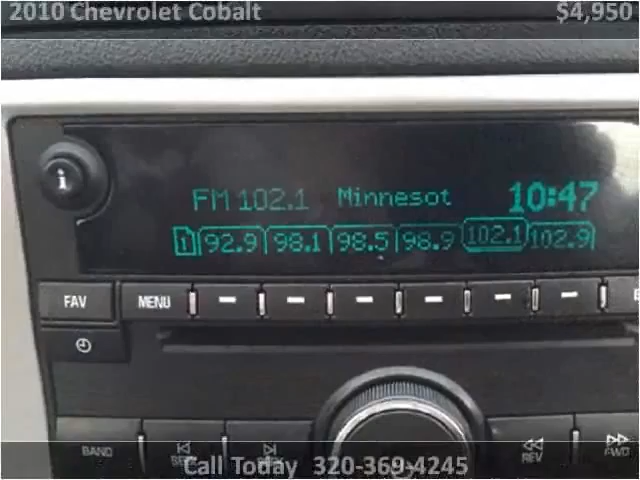 2010 Chevrolet Cobalt $4,950
i
FM 102.1 Minnesot 10:47
1 92.9 98.1 98.5 98.9 102.1 102.9
FAV MENU
BAND SEEK REV FWD
Call Today 320-369-4245